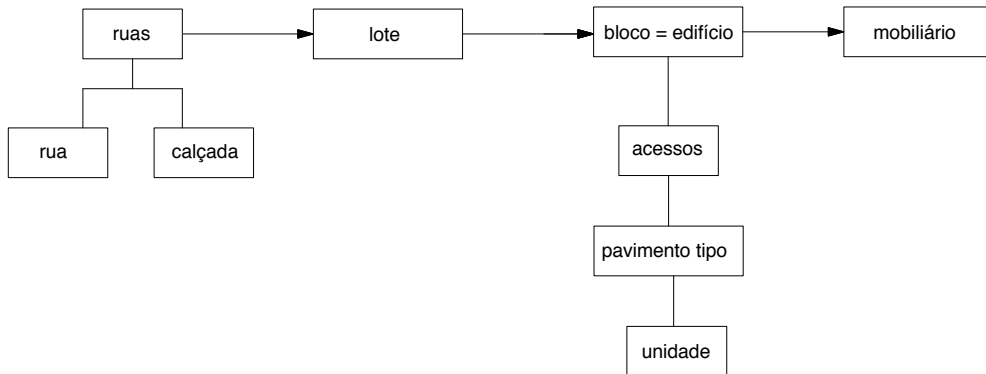 ruas
lote
bloco = edifício
mobiliário
rua
calçada
acessos
pavimento tipo
unidade